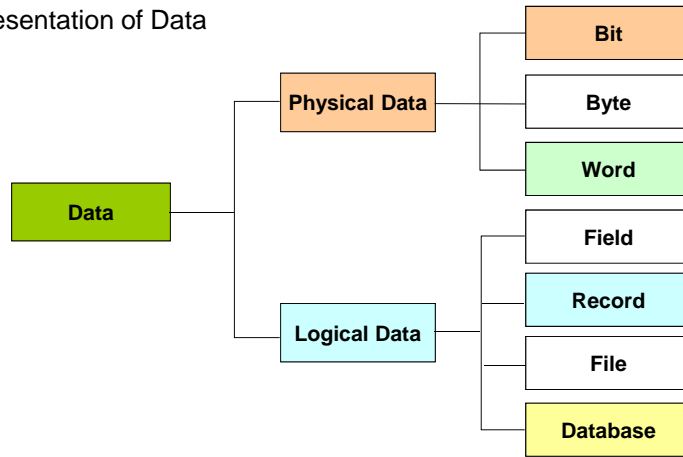 esentation of Data
Bit
Physical Data
Byte
Word
Data
Field
Record
Logical Data
File
Database